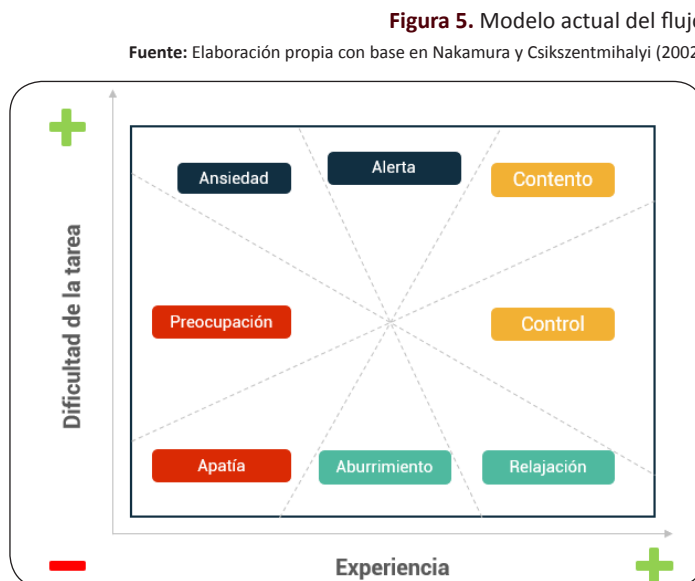 Figura 5. Modelo actual del flujo
Fuente: Elaboración propia con base en Nakamura y Csikszentmihalyi (2002
Ansiedad
Alerta
Contento
Dificultad de la tarea
Preocupación
Control
Apatía
Aburrimiento
Relajación
Experiencia